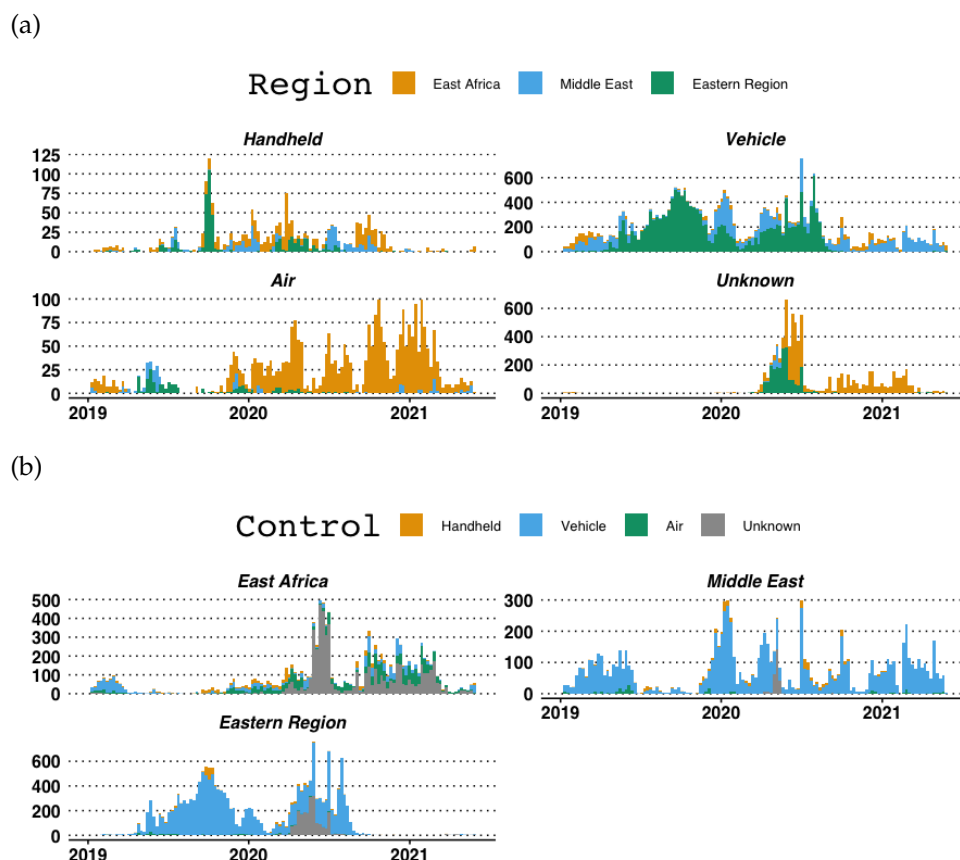 (a)
Region East Africa Middle East Eastern Region
Handheld
125
100
75
50
25
0
Vehicle
600
400
200
0
Air
100
75
50
25
0
2019 2020 2021
Unknown
600
400
200
0
2019 2020 2021
(b)
Control Handheld Vehicle Air Unknown
East Africa
500
400
300
200
100
0
Middle East
300
200
100
0
2019 2020 2021
Eastern Region
600
400
200
0
2019 2020 2021